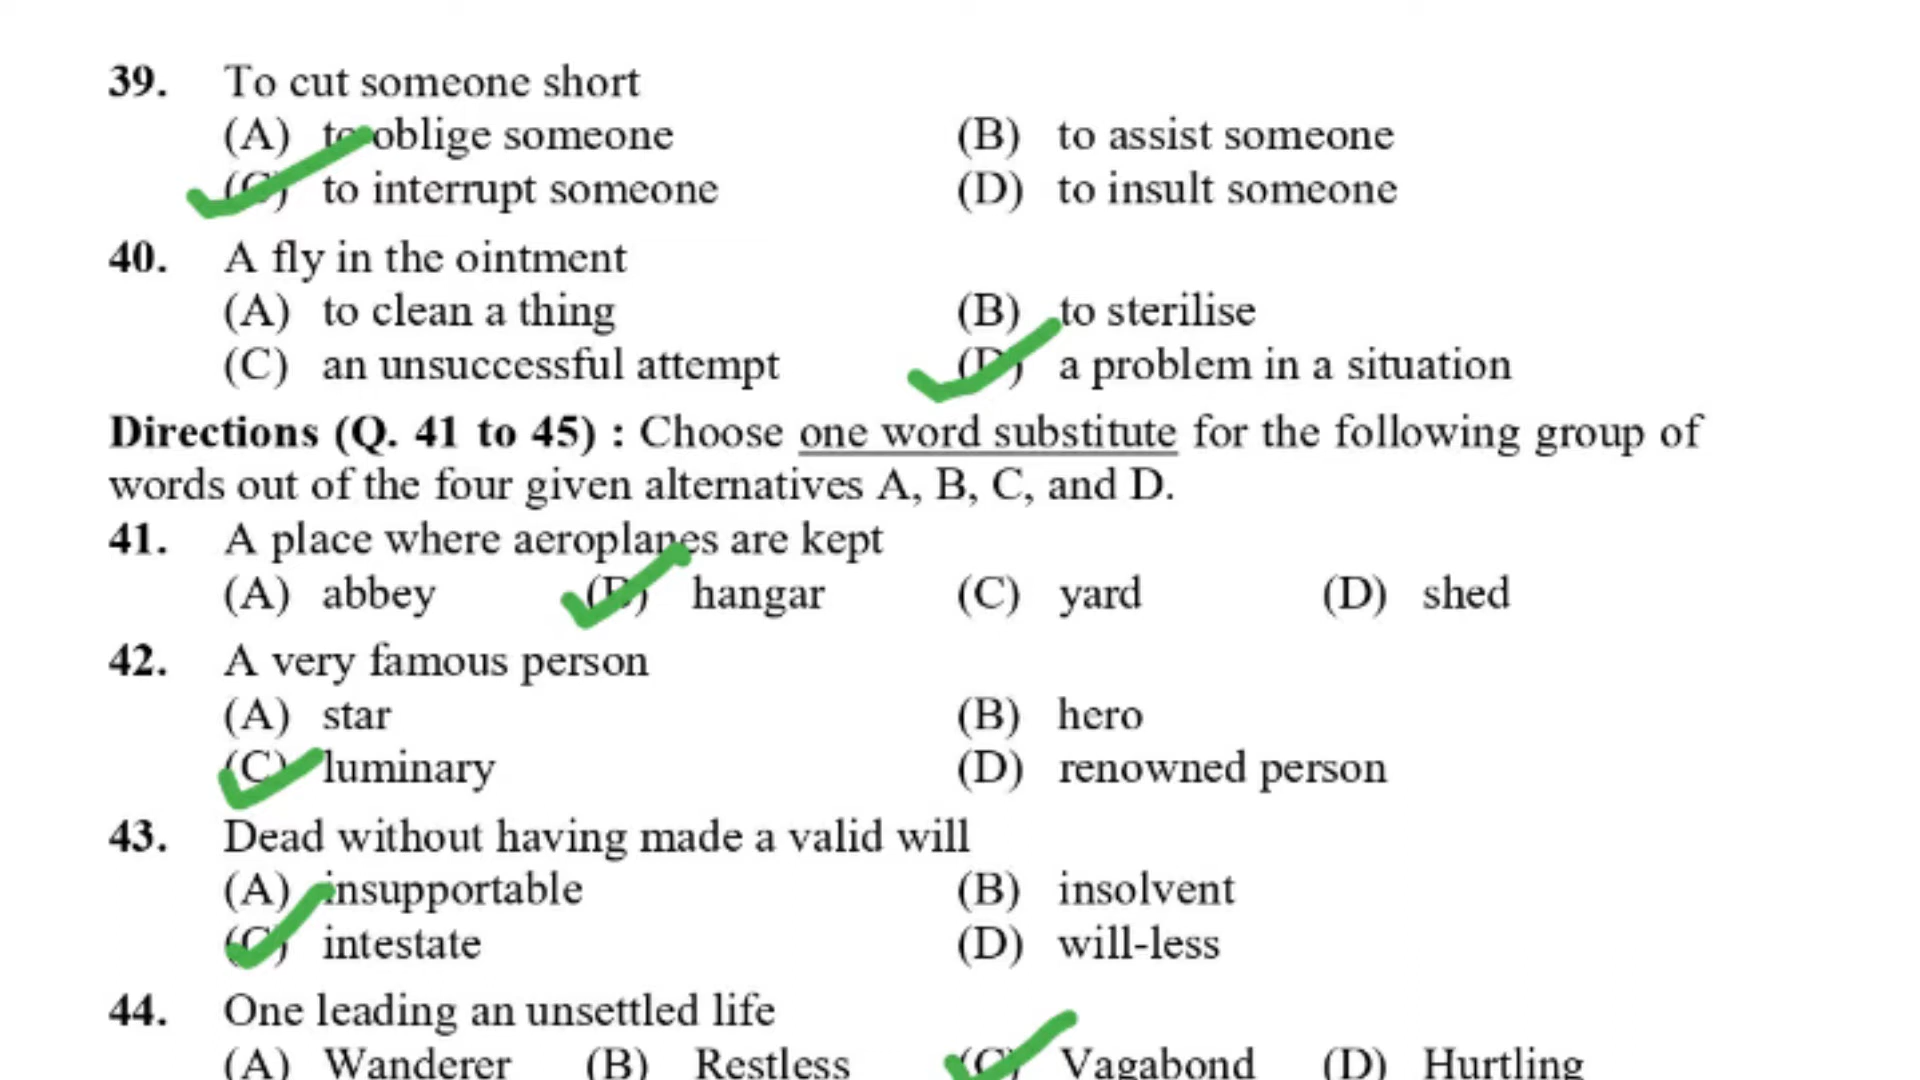 39. To cut someone short
(A) to oblige someone (B) to assist someone
(C) to interrupt someone (D) to insult someone
40. A fly in the ointment
(A) to clean a thing (B) to sterilise
(C) an unsuccessful attempt (D) a problem in a situation
Directions (Q. 41 to 45) : Choose one word substitute for the following group of
words out of the four given alternatives A, B, C, and D.
41. A place where aeroplanes are kept
(A) abbey (B) hangar (C) yard (D) shed
42. A very famous person
(A) star (B) hero
(C) luminary (D) renowned person
43. Dead without having made a valid will
(A) insupportable (B) insolvent
(C) intestate (D) will-less
44. One leading an unsettled life
(A) Wanderer (B) Restless (C) Vagabond (D) Hurtling